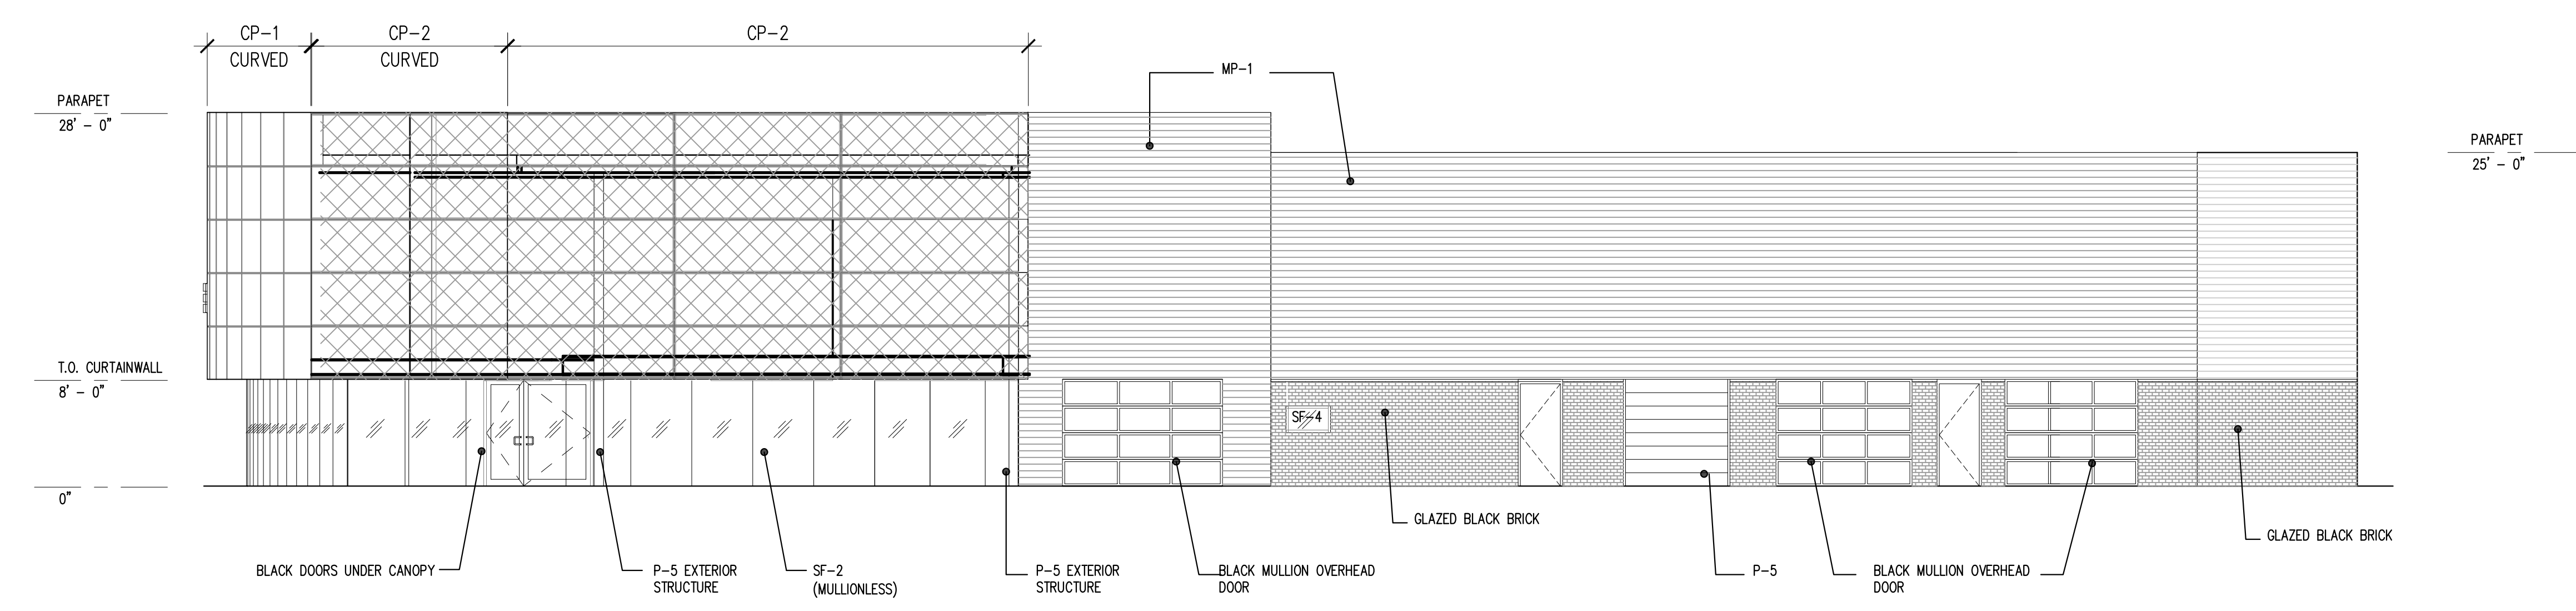 CP-1
CURVED
CP-2
CURVED
CP-2
MP-1
PARAPET
28' - 0"
PARAPET
25' - 0"
T.O. CURTAINWALL
8' - 0"
SF-4
0"
GLAZED BLACK BRICK
GLAZED BLACK BRICK
BLACK DOORS UNDER CANOPY
P-5 EXTERIOR
STRUCTURE
SF-2
(MULLIONLESS)
P-5 EXTERIOR
STRUCTURE
BLACK MULLION OVERHEAD
DOOR
P-5
BLACK MULLION OVERHEAD
DOOR